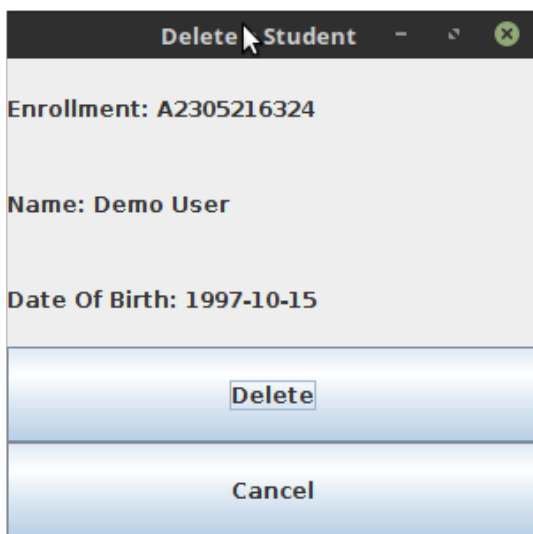 Delete Student
Enrollment: A2305216324
Name: Demo User
Date Of Birth: 1997-10-15
Delete
Cancel